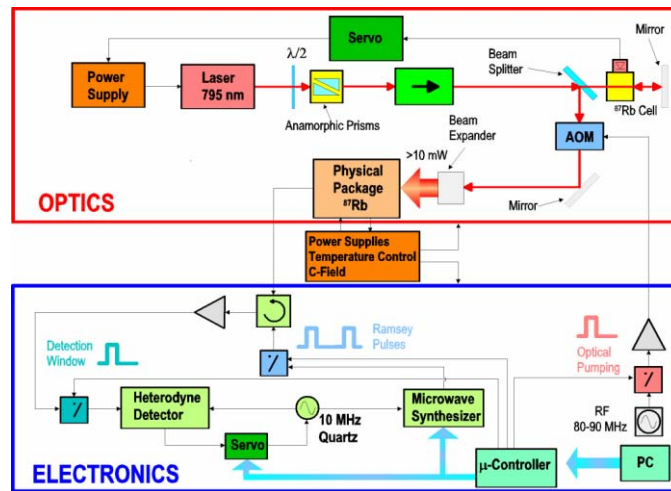 Servo
Mirror
λ/2
Beam
Splitter
Power
Supply
Laser
795 nm
Anamorphic Prisms
⁸⁷Rb Cell
Beam
Expander
AOM
>10 mW
Physical
Package
⁸⁷Rb
Mirror
OPTICS
Power Supplies
Temperature Control
C-Field
Detection
Window
Ramsey
Pulses
Optical
Pumping
Heterodyne
Detector
10 MHz
Quartz
Microwave
Synthesizer
RF
80-90 MHz
Servo
μ-Controller
PC
ELECTRONICS